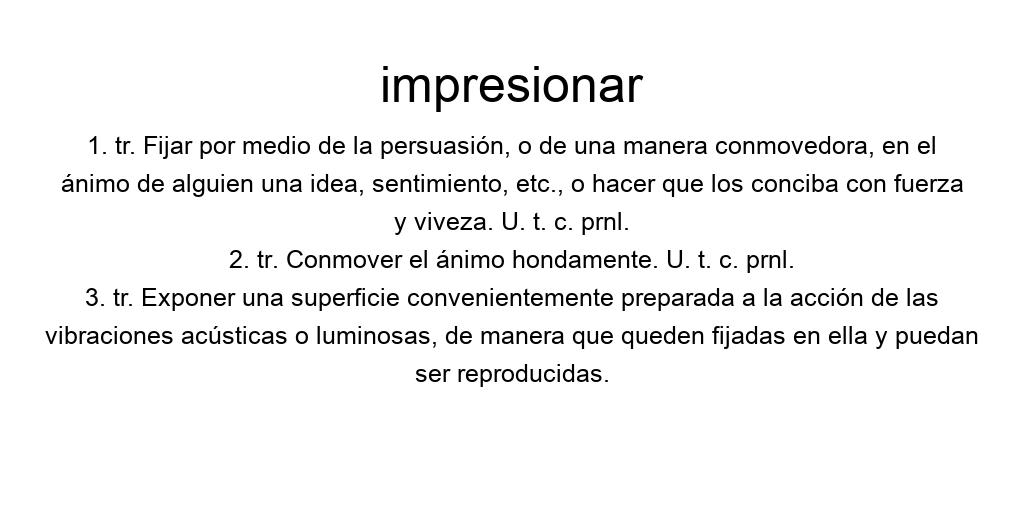 impresionar
1. tr. Fijar por medio de la persuasión, o de una manera conmovedora, en el
ánimo de alguien una idea, sentimiento, etc., o hacer que los conciba con fuerza
y viveza. U. t. c. prnl.
2. tr. Conmover el ánimo hondamente. U. t. c. prnl.
3. tr. Exponer una superficie convenientemente preparada a la acción de las
vibraciones acústicas o luminosas, de manera que queden fijadas en ella y puedan
ser reproducidas.